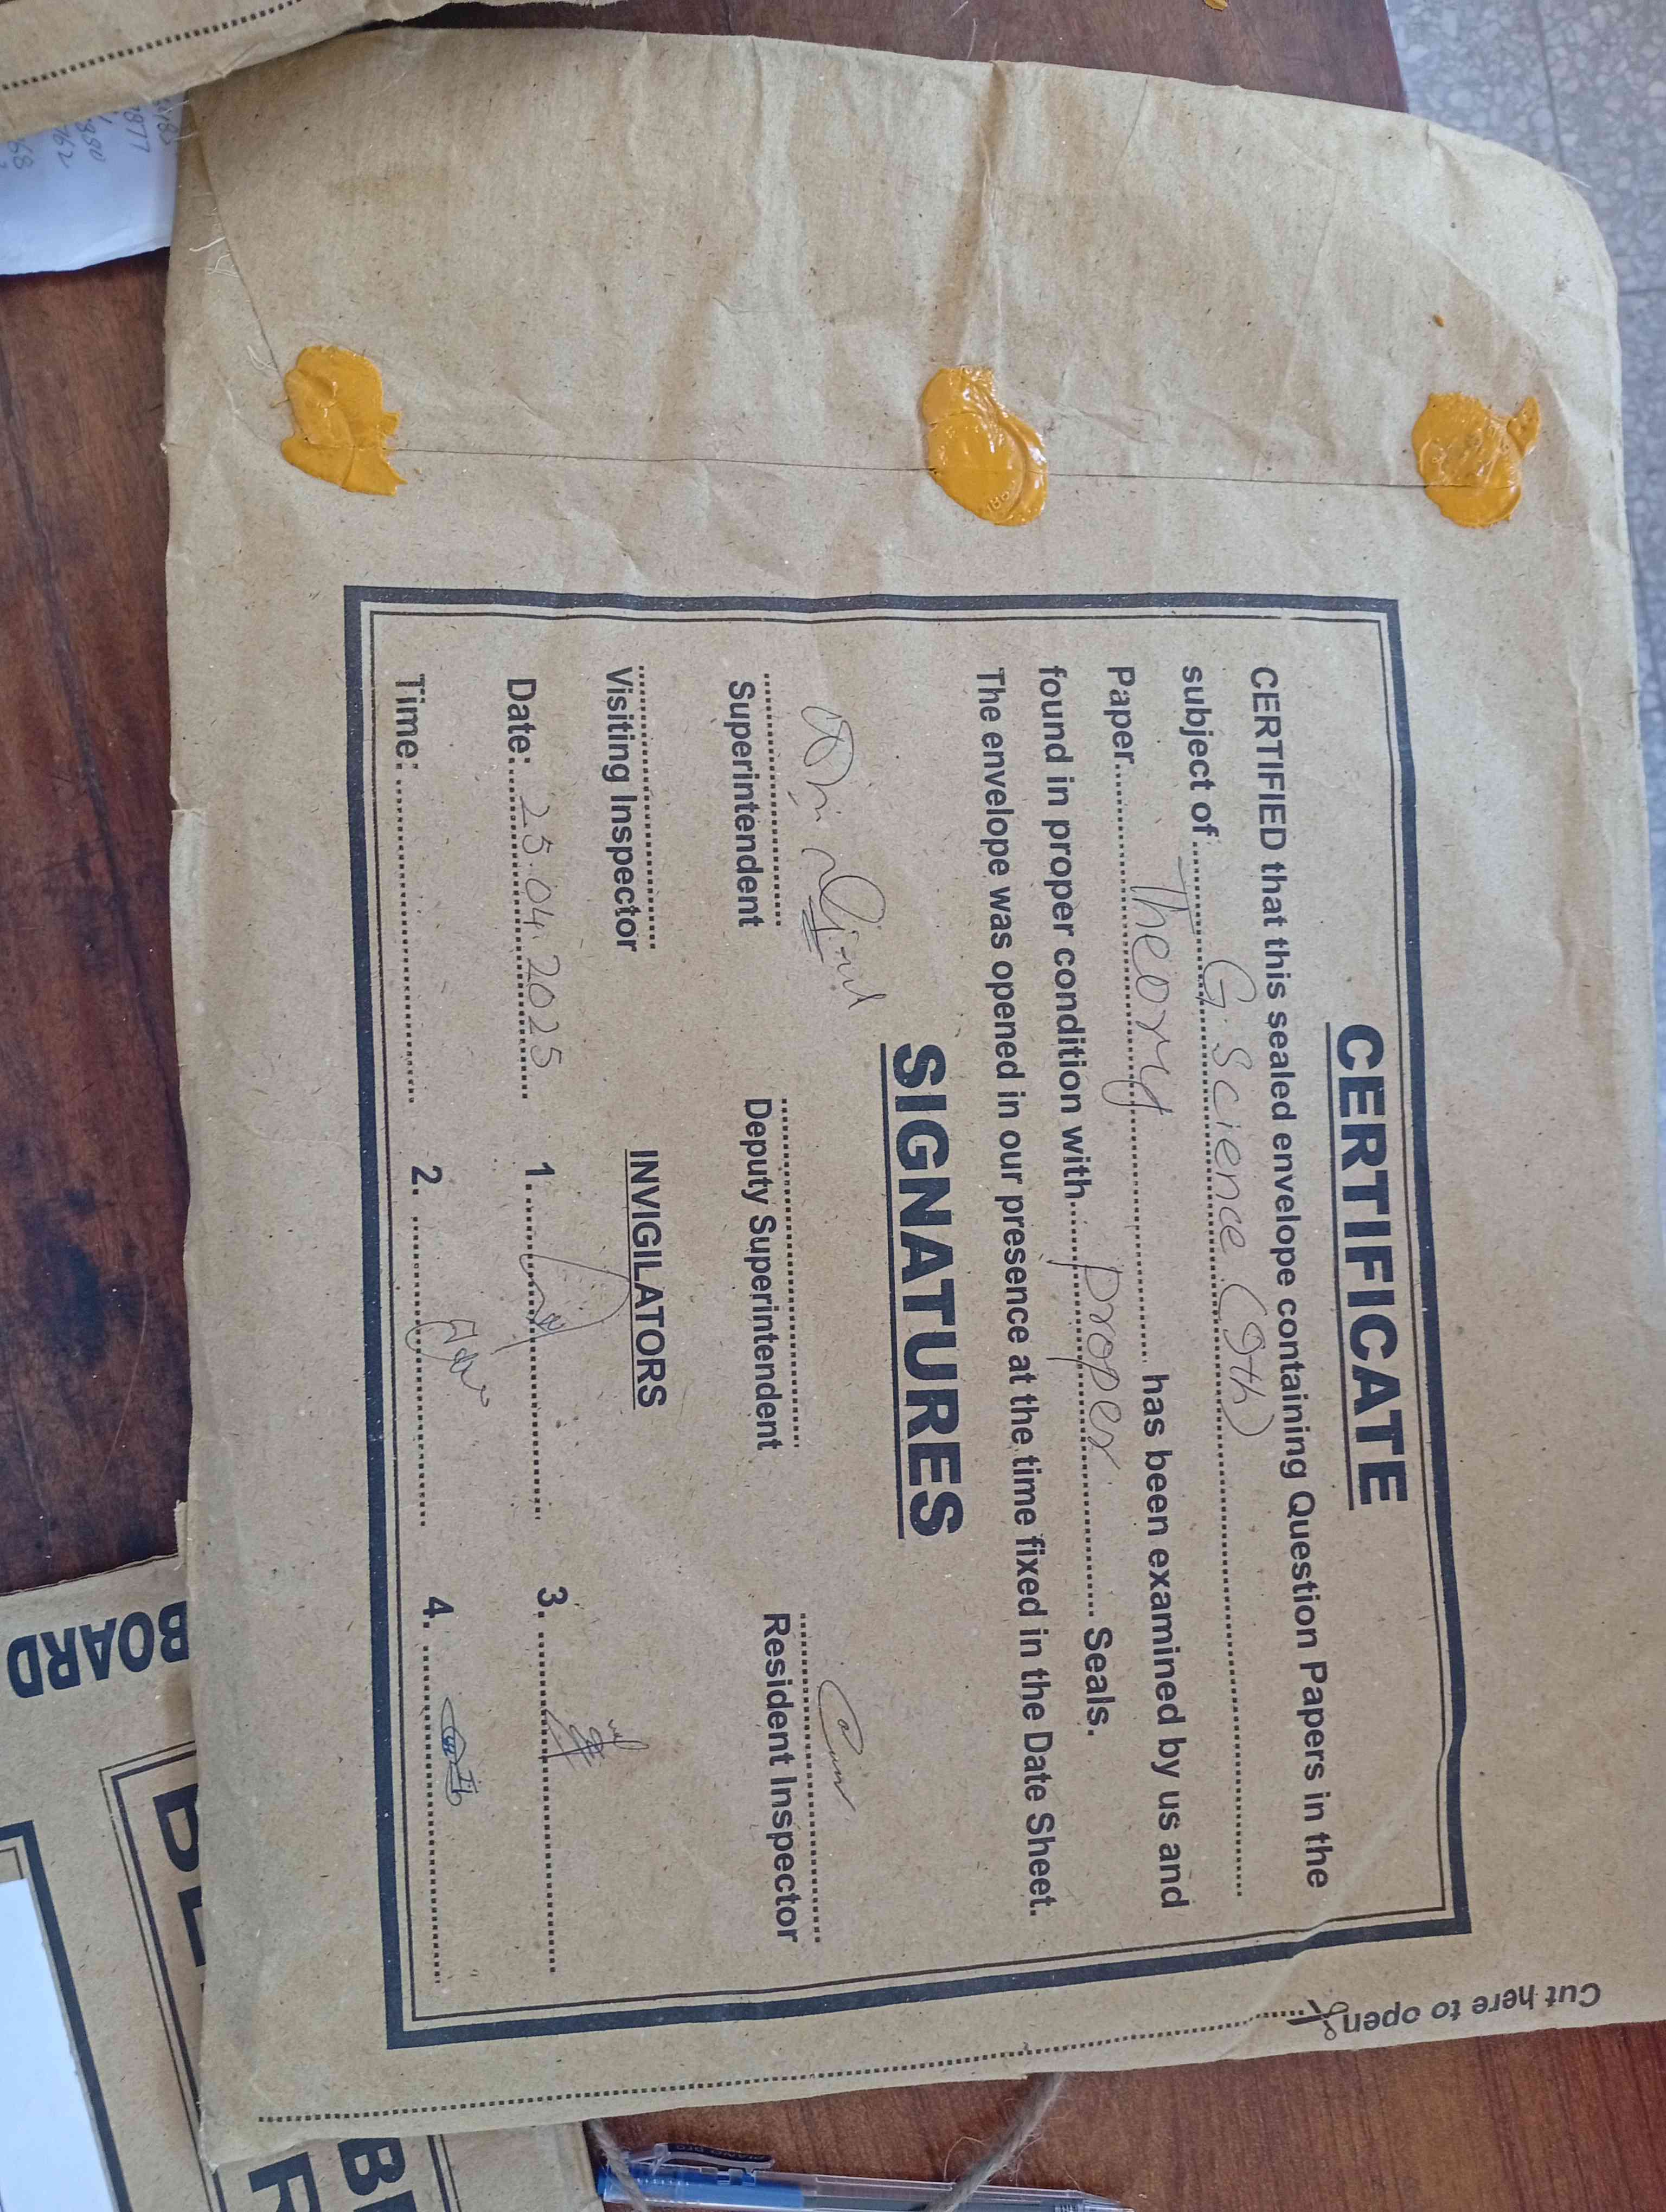 CERTIFICATE
CERTIFIED that this sealed envelope containing Question Papers in the
subject of G. Science (9th)
Paper Theory has been examined by us and
found in proper condition with proper Seals.
The envelope was opened in our presence at the time fixed in the Date Sheet.
SIGNATURES
Superintendent
Deputy Superintendent
Resident Inspector
Visiting Inspector
INVIGILATORS
Date: 25.04.2025
1.
3.
Time:
2.
4.
Cut here to open
BOARD
877